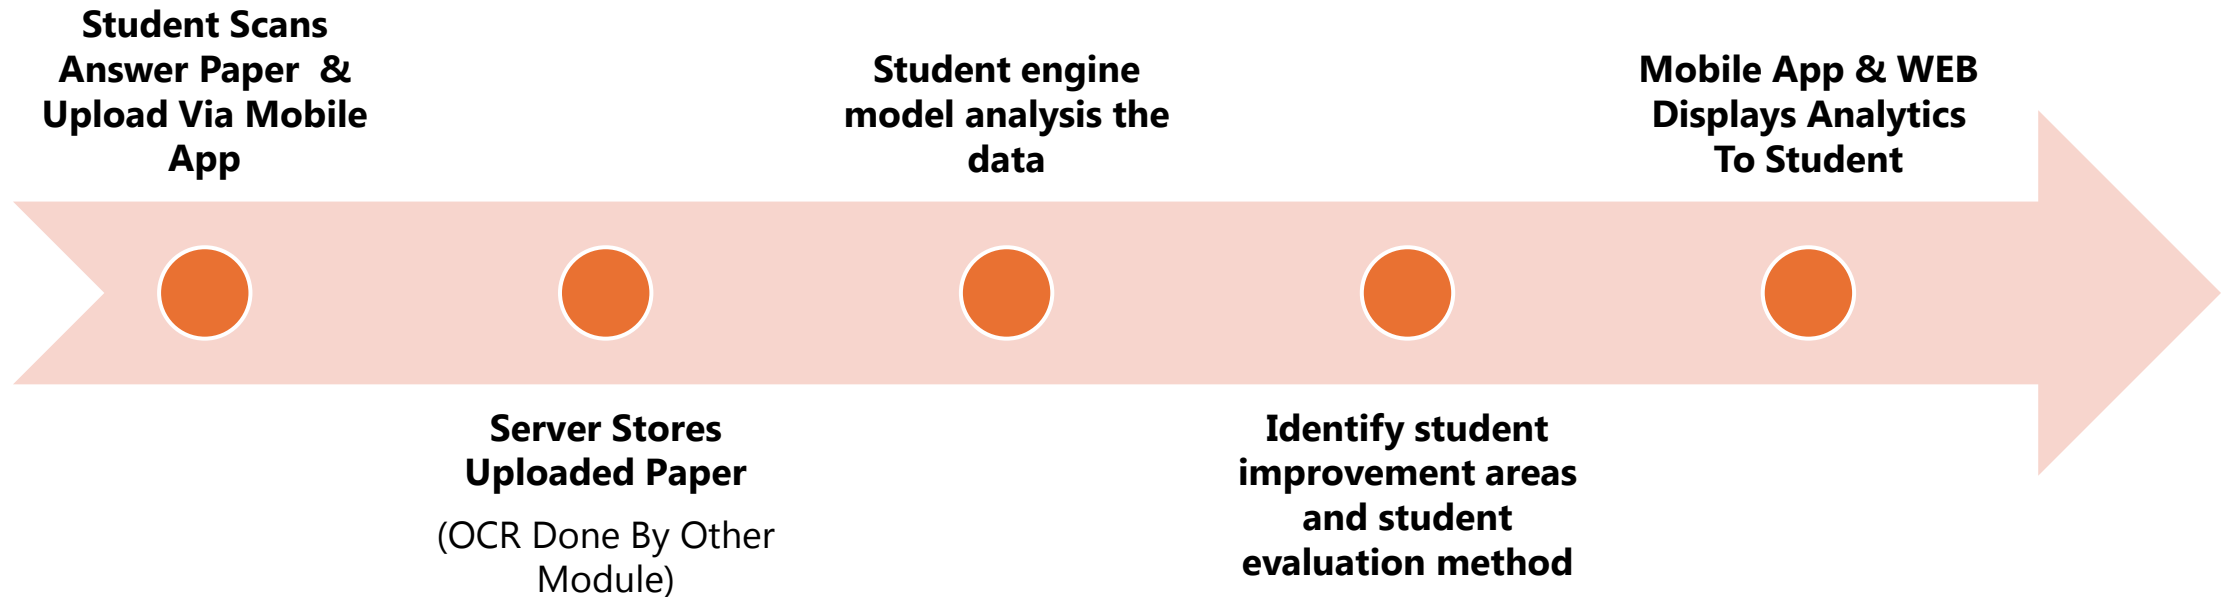 Student Scans
Answer Paper  &
Upload Via Mobile
App
Server Stores
Uploaded Paper
(OCR Done By Other
Module)
Student engine
model analysis the
data
Identify student
improvement areas
and student
evaluation method
Mobile App & WEB
Displays Analytics
To Student